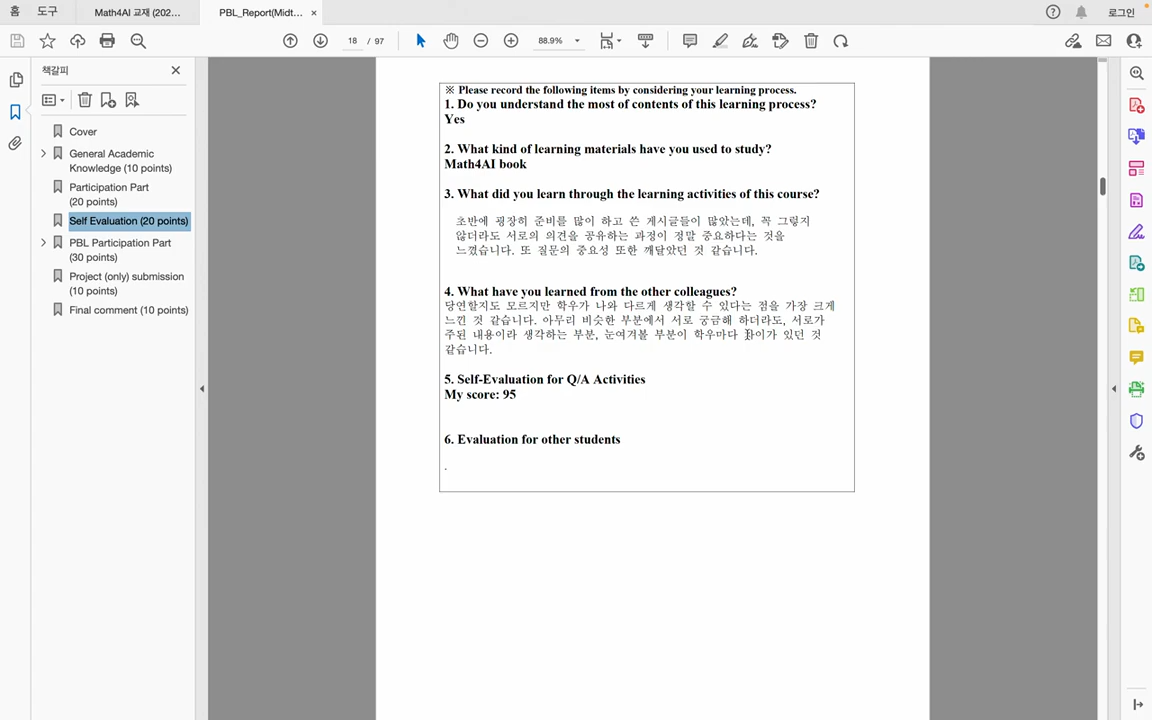 홈
도구
Math4AI 교재 (202...
PBL_Report(Midt...
로그인
18 / 97
88.9%
책갈피
Cover
General Academic
Knowledge (10 points)
Participation Part
(20 points)
Self Evaluation (20 points)
PBL Participation Part
(30 points)
Project (only) submission
(10 points)
Final comment (10 points)
※ Please record the following items by considering your learning process.
1. Do you understand the most of contents of this learning process?
Yes
2. What kind of learning materials have you used to study?
Math4AI book
3. What did you learn through the learning activities of this course?
초반에 굉장히 준비를 많이 하고 쓴 게시글들이 많았는데, 꼭 그렇지
않더라도 서로의 의견을 공유하는 과정이 정말 중요하다는 것을
느꼈습니다. 또 질문의 중요성 또한 깨달았던 것 같습니다.
4. What have you learned from the other colleagues?
당연할지도 모르지만 학우가 나와 다르게 생각할 수 있다는 점을 가장 크게
느낀 것 같습니다. 아무리 비슷한 부분에서 서로 궁금해 하더라도, 서로가
주된 내용이라 생각하는 부분, 눈여겨볼 부분이 학우마다 차이가 있던 것
같습니다.
5. Self-Evaluation for Q/A Activities
My score: 95
6. Evaluation for other students
.